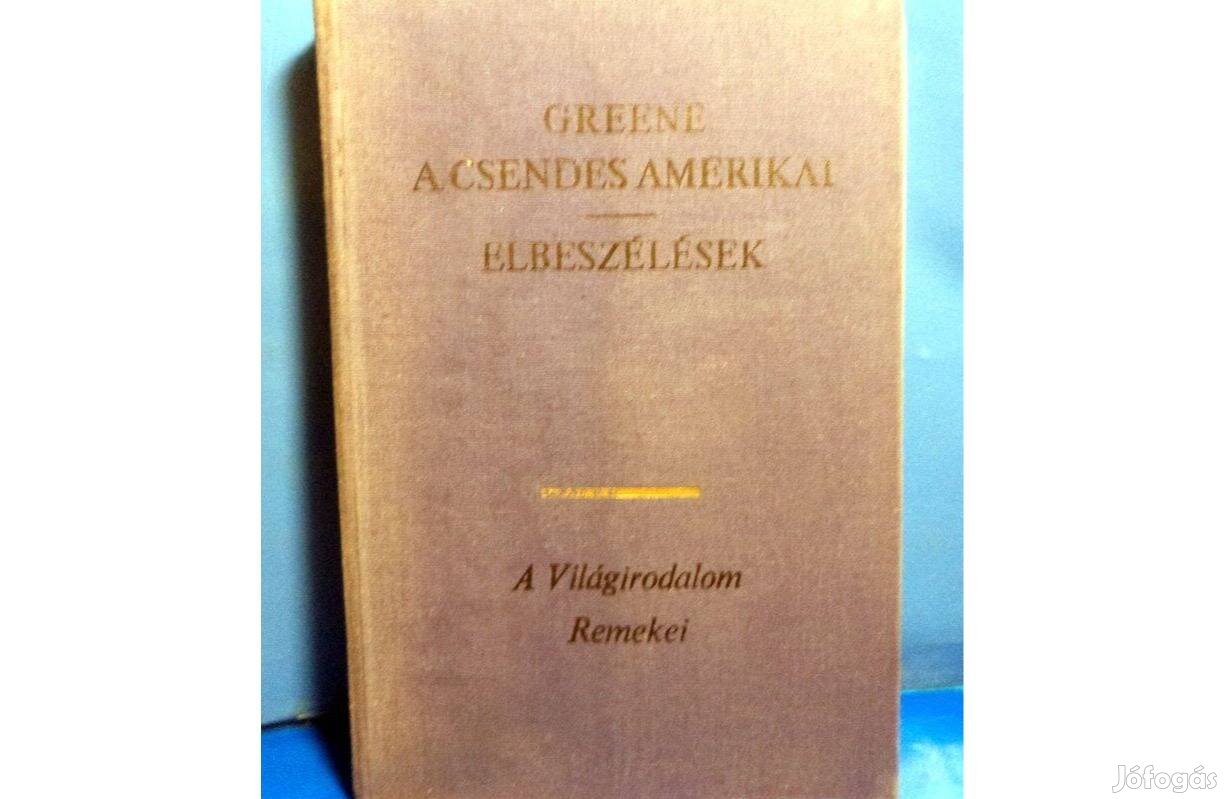 GREENE
A CSENDES AMERIKAI
ELBESZÉLÉSEK
A Világirodalom
Remekei
Jófogás